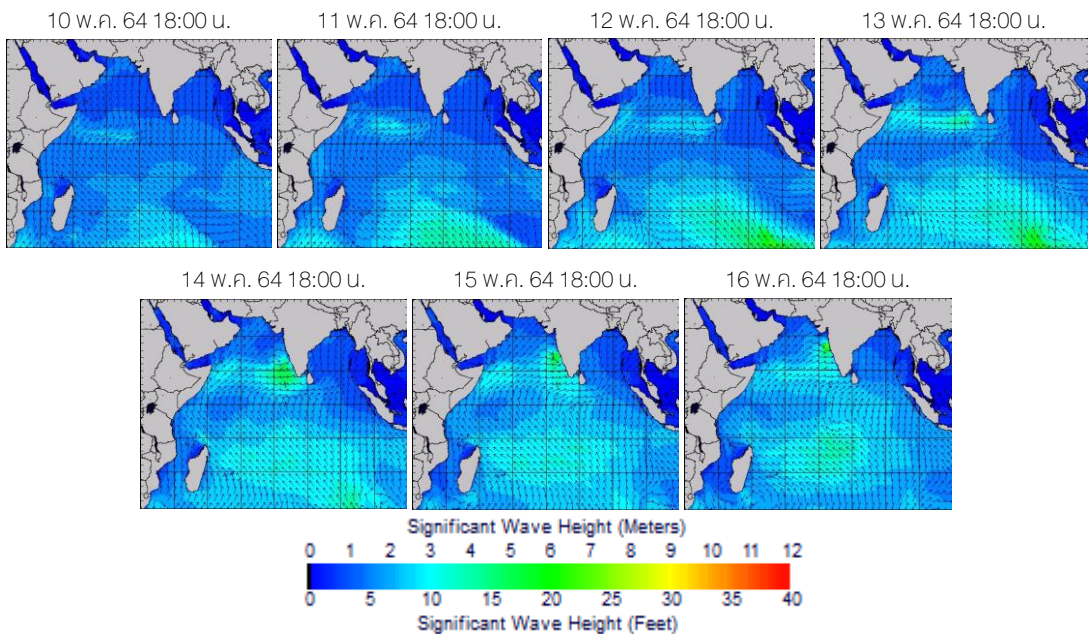 10 พ.ค. 64 18:00 น. 11 พ.ค. 64 18:00 น. 12 พ.ค. 64 18:00 น. 13 พ.ค. 64 18:00 น.
14 พ.ค. 64 18:00 น. 15 พ.ค. 64 18:00 น. 16 พ.ค. 64 18:00 น.
Significant Wave Height (Meters)
0 1 2 3 4 5 6 7 8 9 10 11 12
0 5 10 15 20 25 30 35 40
Significant Wave Height (Feet)